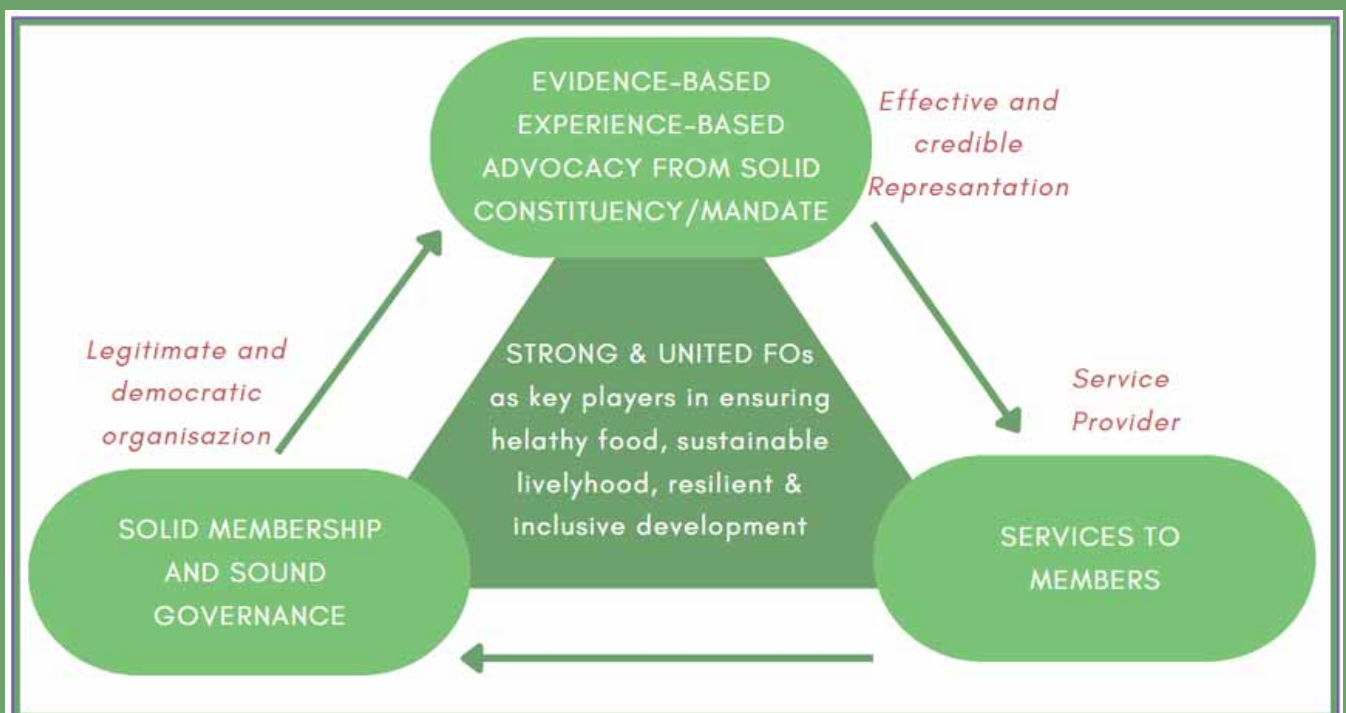 EVIDENCE-BASED
EXPERIENCE-BASED
ADVOCACY FROM SOLID
CONSTITUENCY/MANDATE
Effective and
credible
Represantation
Legitimate and
democratic
organisazion
STRONG & UNITED FOs
as key players in ensuring
helathy food, sustainable
livelyhood, resilient &
inclusive development
Service
Provider
SOLID MEMBERSHIP
AND SOUND
GOVERNANCE
SERVICES TO
MEMBERS